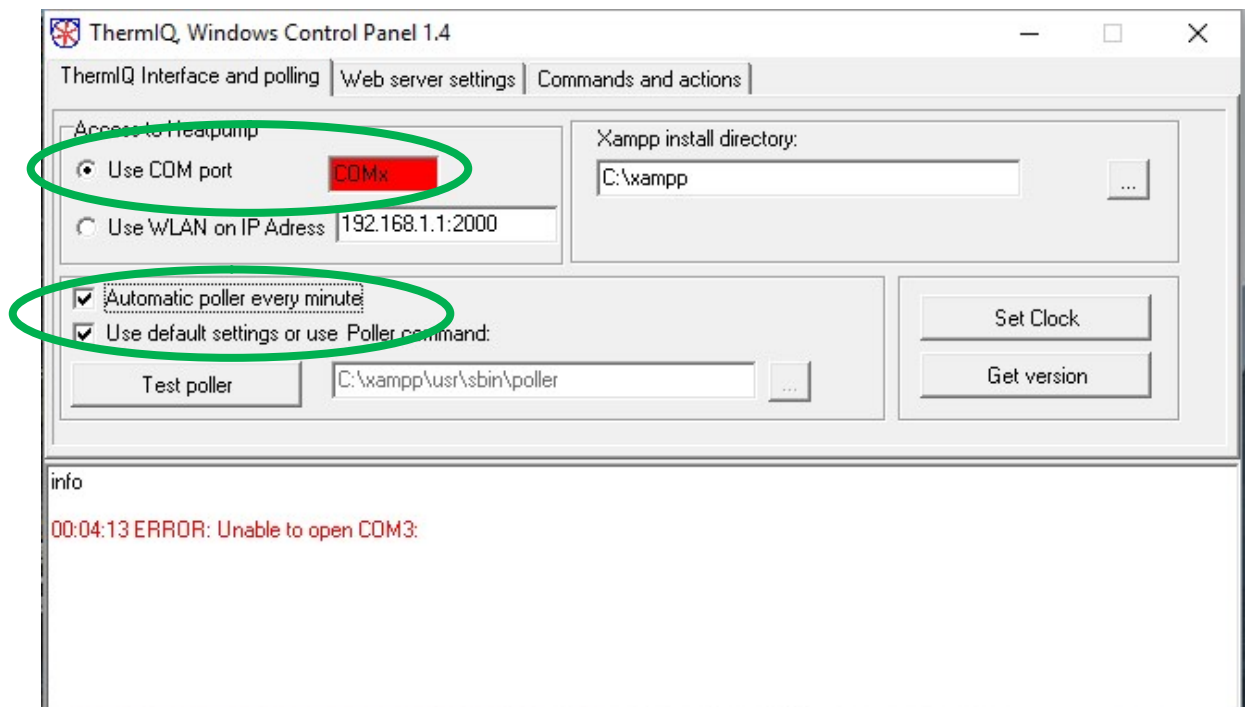 ThermIQ, Windows Control Panel 1.4
ThermIQ Interface and polling Web server settings Commands and actions
Access to Heatpump
Use COM port COMx
Use WLAN on IP Adress 192.168.1.1:2000
Xampp install directory:
C:\xampp
...
Automatic poller every minute
Use default settings or use Poller command:
Test poller C:\xampp\usr\sbin\poller ...
Set Clock
Get version
info
00:04:13 ERROR: Unable to open COM3: